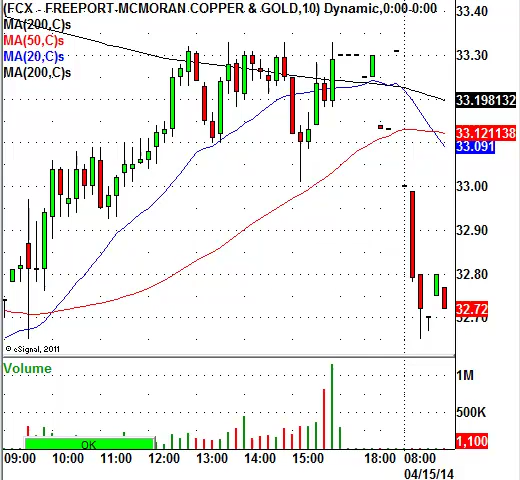 (FCX - FREEPORT-MCMORAN COPPER & GOLD,10) Dynamic,0:00-0:00
MA(200,C)s
MA(50,C)s
MA(20,C)s
MA(200,C)s
33.40
33.30
33.198132
33.121138
33.091
33.00
32.90
32.80
32.72
32.70
© eSignal, 2011
Volume
1M
500K
1,100
OK
09:00 10:00 11:00 12:00 13:00 14:00 15:00 18:00 08:00
04/15/14